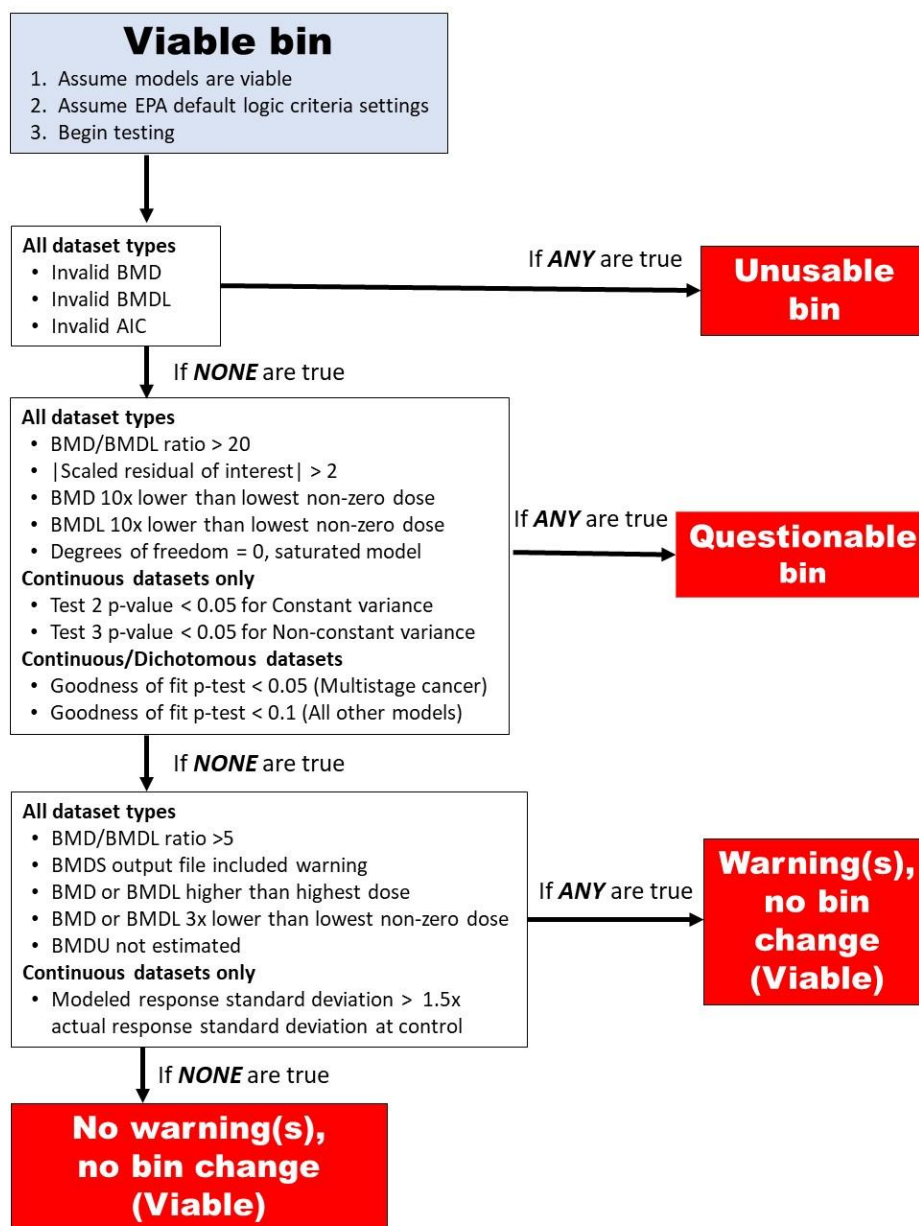 Viable bin
1. Assume models are viable
2. Assume EPA default logic criteria settings
3. Begin testing
All dataset types
• Invalid BMD
• Invalid BMDL
• Invalid AIC
If ANY are true
Unusable
bin
If NONE are true
All dataset types
• BMD/BMDL ratio > 20
• |Scaled residual of interest| > 2
• BMD 10x lower than lowest non-zero dose
• BMDL 10x lower than lowest non-zero dose
• Degrees of freedom = 0, saturated model
Continuous datasets only
• Test 2 p-value < 0.05 for Constant variance
• Test 3 p-value < 0.05 for Non-constant variance
Continuous/Dichotomous datasets
• Goodness of fit p-test < 0.05 (Multistage cancer)
• Goodness of fit p-test < 0.1 (All other models)
If ANY are true
Questionable
bin
If NONE are true
All dataset types
• BMD/BMDL ratio >5
• BMDS output file included warning
• BMD or BMDL higher than highest dose
• BMD or BMDL 3x lower than lowest non-zero dose
• BMDU not estimated
Continuous datasets only
• Modeled response standard deviation > 1.5x
actual response standard deviation at control
If ANY are true
Warning(s),
no bin
change
(Viable)
If NONE are true
No warning(s),
no bin change
(Viable)